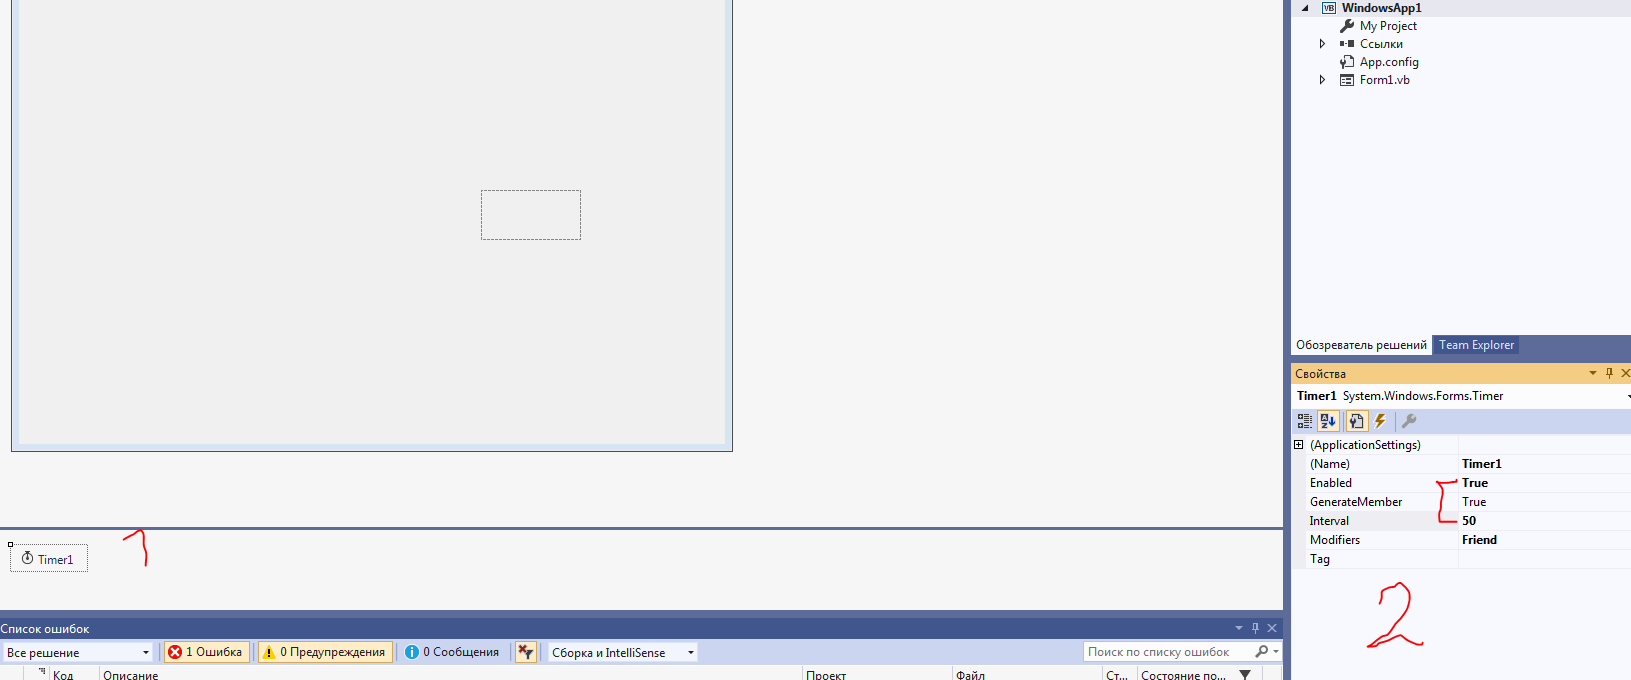 WindowsApp1
My Project
Ссылки
App.config
Form1.vb
Обозреватель решений Team Explorer
Свойства
Timer1 System.Windows.Forms.Timer
(ApplicationSettings)
(Name) Timer1
Enabled True
GenerateMember True
Interval 50
Modifiers Friend
Tag
1
Timer1
2
Список ошибок
Все решение 1 Ошибка 0 Предупреждения 0 Сообщения Сборка и IntelliSense Поиск по списку ошибок
Код Описание Проект Файл Ст... Состояние по...